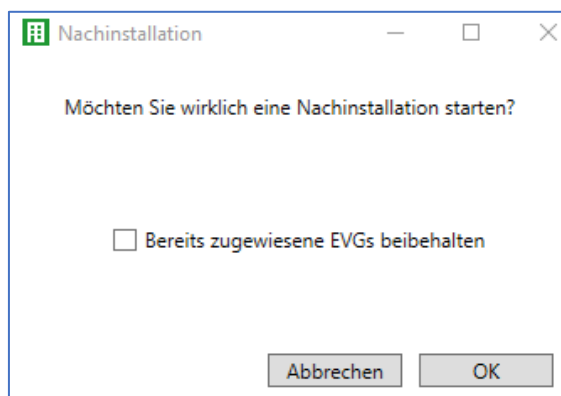 Nachinstallation
Möchten Sie wirklich eine Nachinstallation starten?
Bereits zugewiesene EVGs beibehalten
Abbrechen OK